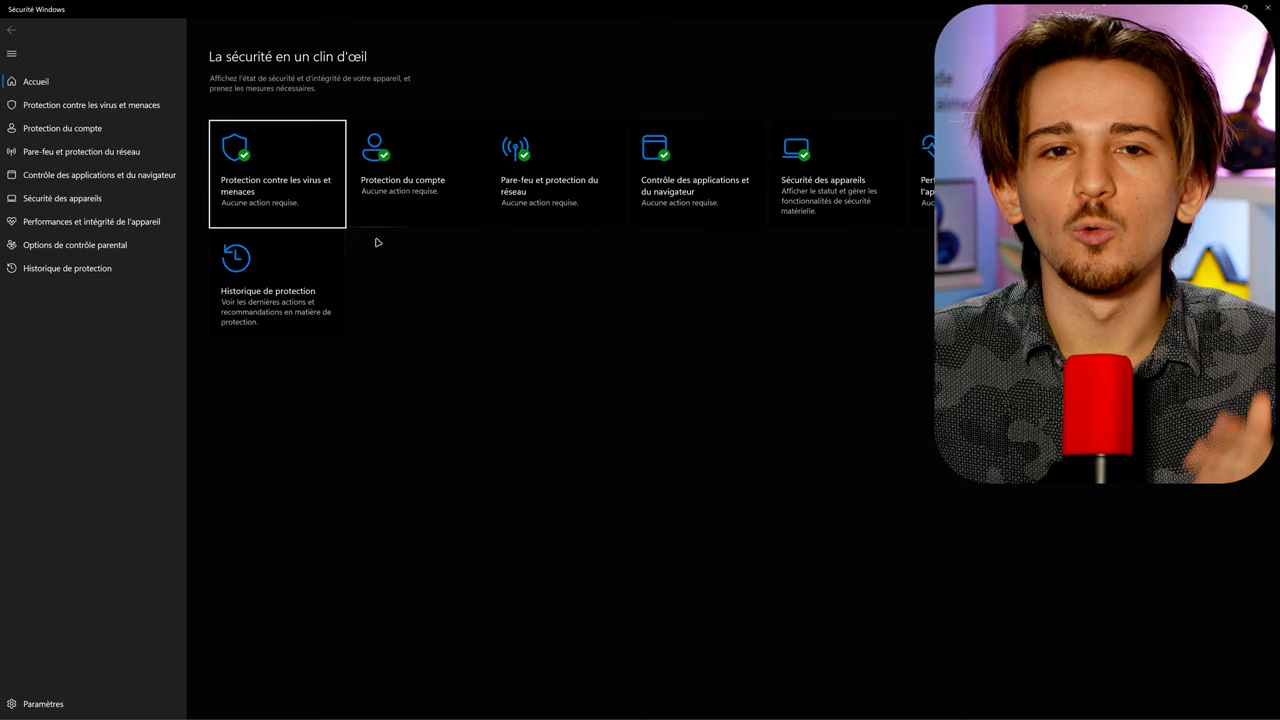 Sécurité Windows
Accueil
Protection contre les virus et menaces
Protection du compte
Pare-feu et protection du réseau
Contrôle des applications et du navigateur
Sécurité des appareils
Performances et intégrité de l'appareil
Options de contrôle parental
Historique de protection
Paramètres
La sécurité en un clin d'œil
Affichez l'état de sécurité et d'intégrité de votre appareil, et
prenez les mesures nécessaires.
Protection contre les virus et
menaces
Aucune action requise.
Protection du compte
Aucune action requise.
Pare-feu et protection du
réseau
Aucune action requise.
Contrôle des applications et
du navigateur
Aucune action requise.
Sécurité des appareils
Afficher le statut et gérer les
fonctionnalités de sécurité
matérielle.
Historique de protection
Voir les dernières actions et
recommandations en matière de
protection.